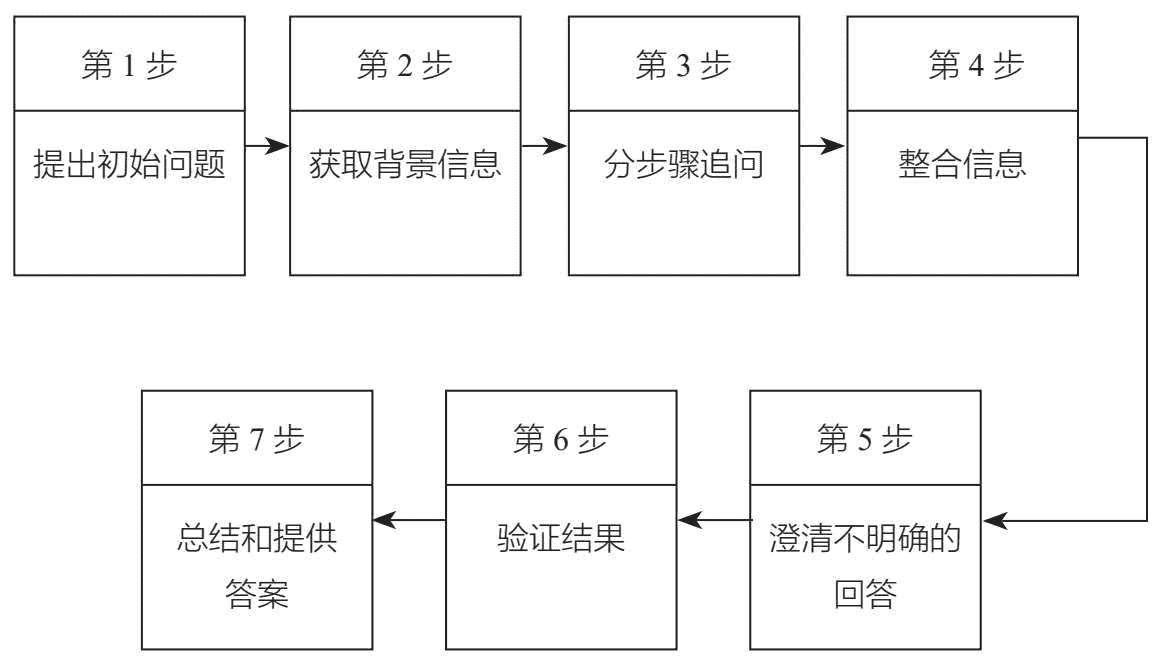 第 1 步
提出初始问题
第 2 步
获取背景信息
第 3 步
分步骤追问
第 4 步
整合信息
第 5 步
澄清不明确的
回答
第 6 步
验证结果
第 7 步
总结和提供
答案